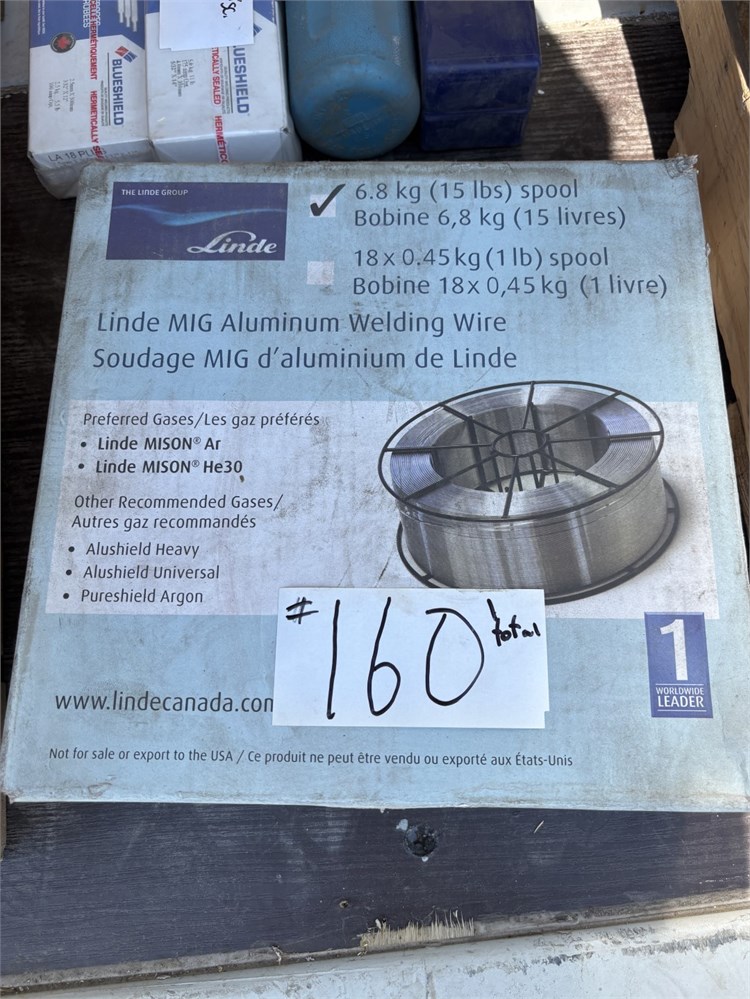 BLUESHIELD
HERMETICALLY SEALED
LA 18 PL
BLUESHIELD
THE LINDE GROUP
Linde
6.8 kg (15 lbs) spool
Bobine 6,8 kg (15 livres)
18 x 0.45 kg (1 lb) spool
Bobine 18 x 0,45 kg (1 livre)
Linde MIG Aluminum Welding Wire
Soudage MIG d'aluminium de Linde
Preferred Gases/Les gaz préférés
• Linde MISON® Ar
• Linde MISON® He30
Other Recommended Gases/
Autres gaz recommandés
• Alushield Heavy
• Alushield Universal
• Pureshield Argon
# 160 1 total
1
WORLDWIDE
LEADER
www.lindecanada.com
Not for sale or export to the USA / Ce produit ne peut être vendu ou exporté aux États-Unis